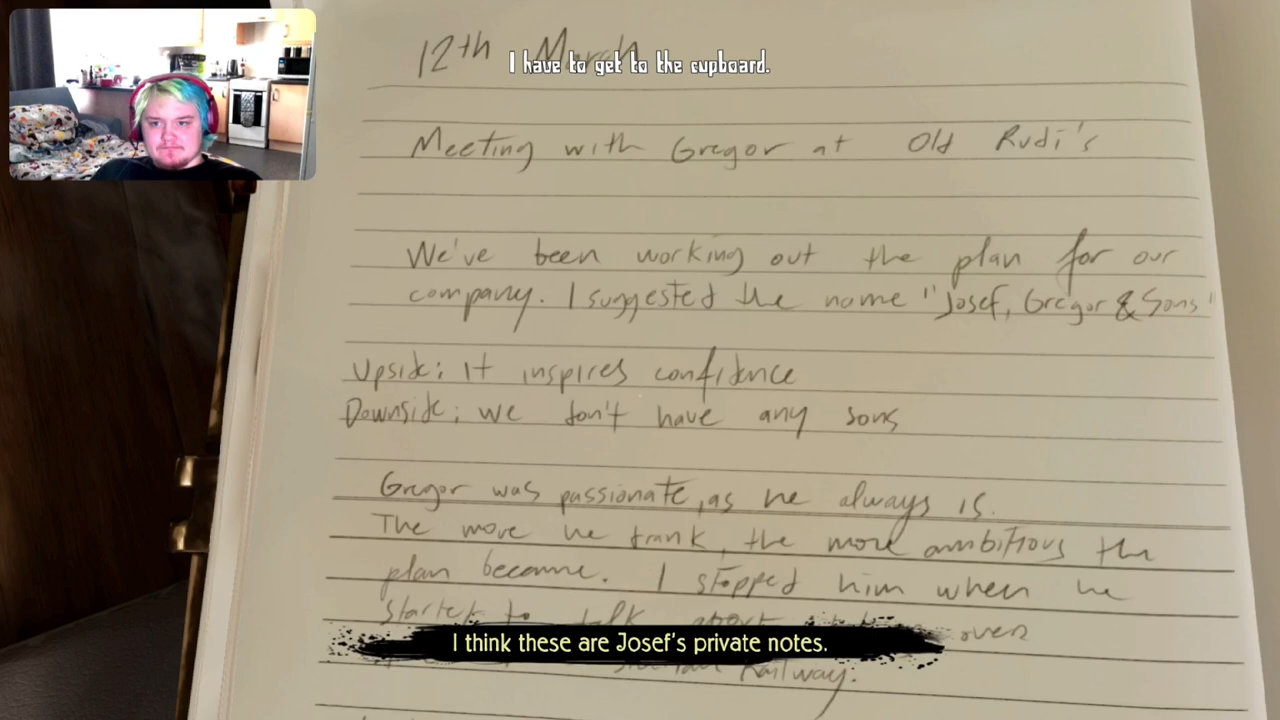 12th March
I have to get to the cupboard.
Meeting with Gregor at Old Rudi's
We've been working out the plan for our
company. I suggested the name "Josef, Gregor & Sons"
Upside: It inspires confidence
Downside: we don't have any sons
Gregor was passionate, as he always is.
The more he drank, the more ambitious the
plan became. I stopped him when he
started to talk about over
I think these are Josef's private notes.
Railway.